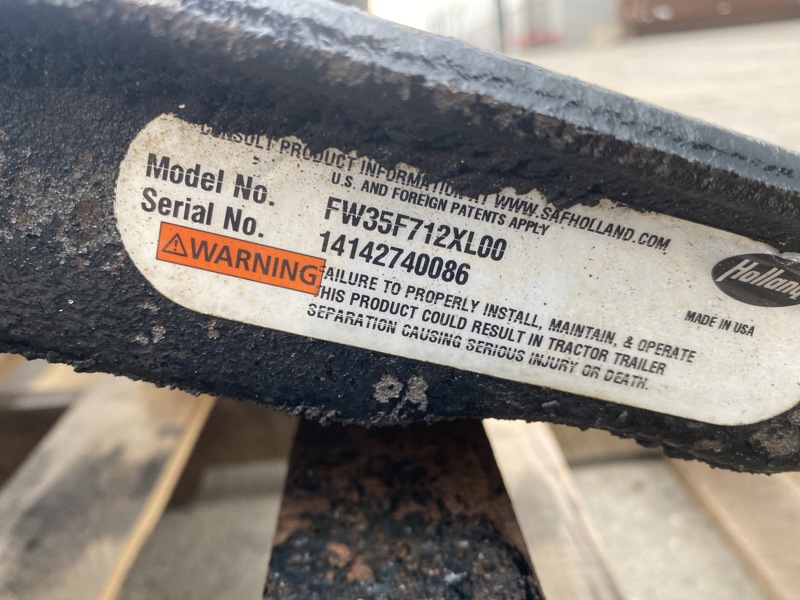 CONSULT PRODUCT INFORMATION AT WWW.SAFHOLLAND.COM
U.S. AND FOREIGN PATENTS APPLY
Model No. FW35F712XL00
Serial No. 14142740086
WARNING
FAILURE TO PROPERLY INSTALL, MAINTAIN, & OPERATE
THIS PRODUCT COULD RESULT IN TRACTOR TRAILER
SEPARATION CAUSING SERIOUS INJURY OR DEATH.
Holland
MADE IN USA